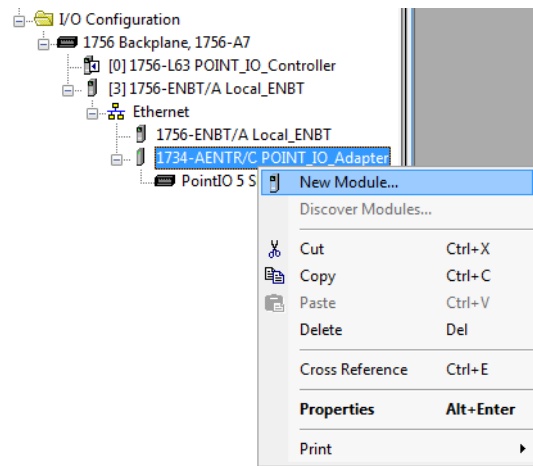 I/O Configuration
1756 Backplane, 1756-A7
[0] 1756-L63 POINT_IO_Controller
[3] 1756-ENBT/A Local_ENBT
Ethernet
1756-ENBT/A Local_ENBT
1734-AENTR/C POINT_IO_Adapter
PointIO 5 S
New Module...
Discover Modules...
Cut Ctrl+X
Copy Ctrl+C
Paste Ctrl+V
Delete Del
Cross Reference Ctrl+E
Properties Alt+Enter
Print